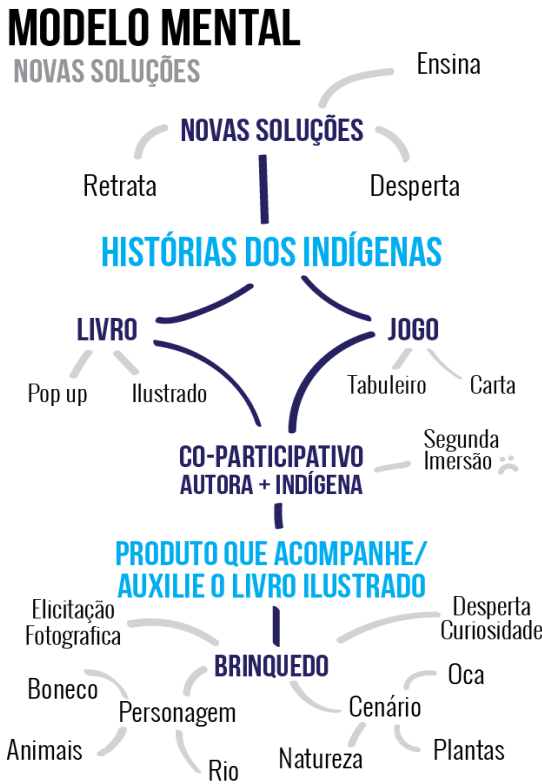 MODELO MENTAL
NOVAS SOLUÇÕES
Ensina
NOVAS SOLUÇÕES
Retrata
Desperta
HISTÓRIAS DOS INDÍGENAS
LIVRO
JOGO
Pop up
Ilustrado
Tabuleiro
Carta
CO-PARTICIPATIVO
AUTORA + INDÍGENA
Segunda
Imersão
PRODUTO QUE ACOMPANHE/
AUXILIE O LIVRO ILUSTRADO
Elicitação
Fotografica
Desperta
Curiosidade
BRINQUEDO
Boneco
Personagem
Animais
Rio
Oca
Cenário
Natureza
Plantas